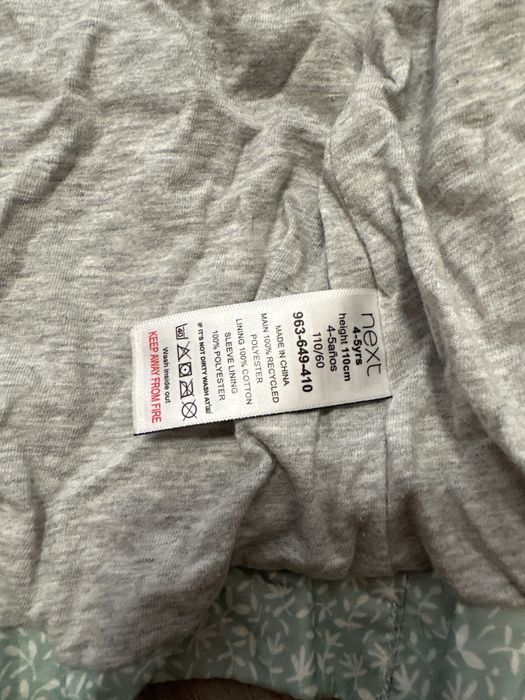 next
4-5yrs
height 110cm
4-5años
110/60
963-649-410
MADE IN CHINA
MAIN 100% RECYCLED
POLYESTER
LINING 100% COTTON
SLEEVE LINING
100% POLYESTER
IF IT'S NOT DIRTY WASH AT
40
Wash inside out
KEEP AWAY FROM FIRE